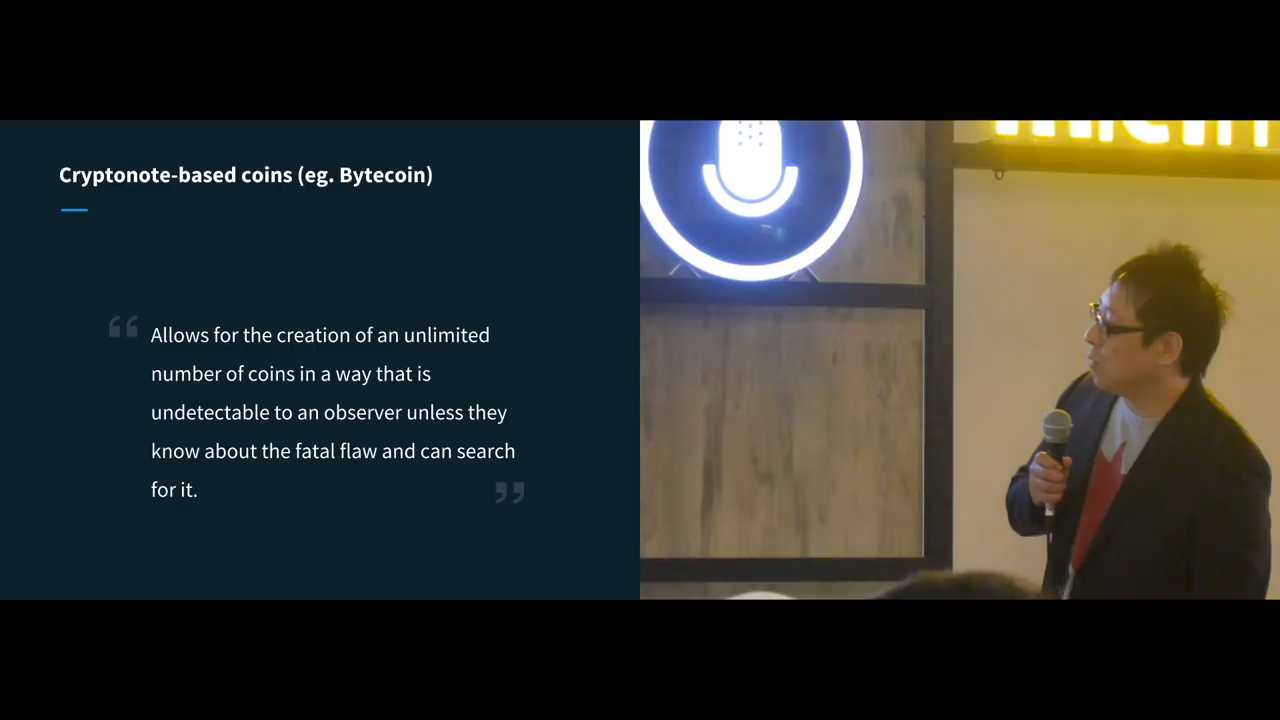 Cryptonote-based coins (eg. Bytecoin)
“ Allows for the creation of an unlimited
number of coins in a way that is
undetectable to an observer unless they
know about the fatal flaw and can search
for it. ”